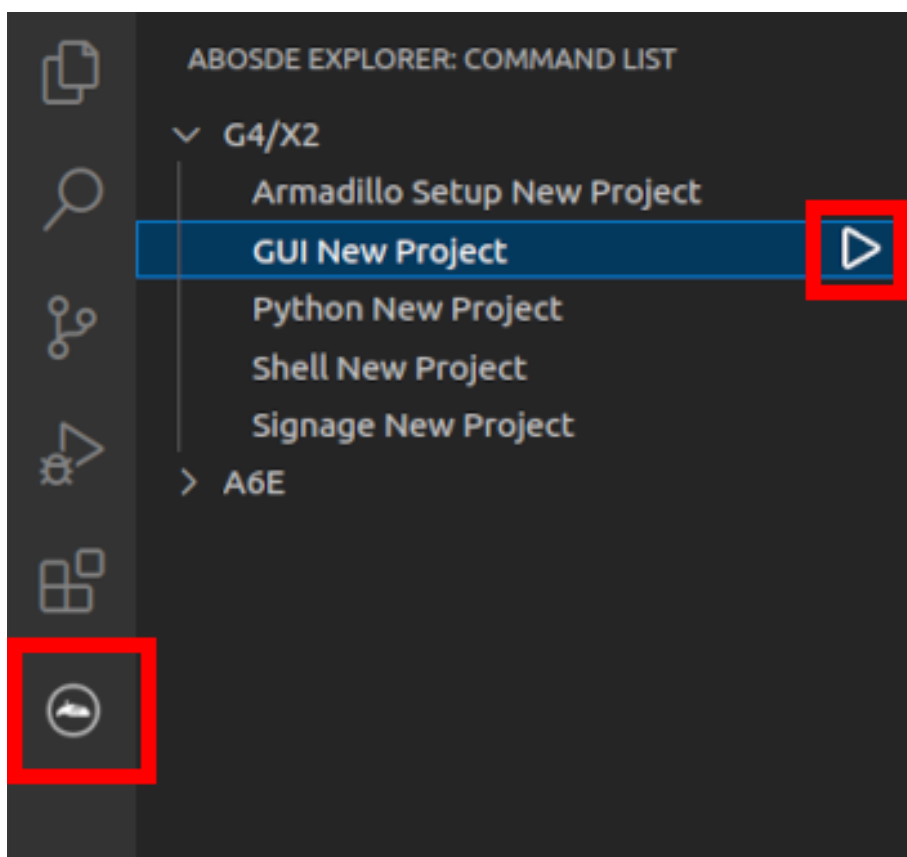 ABOSDE EXPLORER: COMMAND LIST
G4/X2
Armadillo Setup New Project
GUI New Project
Python New Project
Shell New Project
Signage New Project
A6E